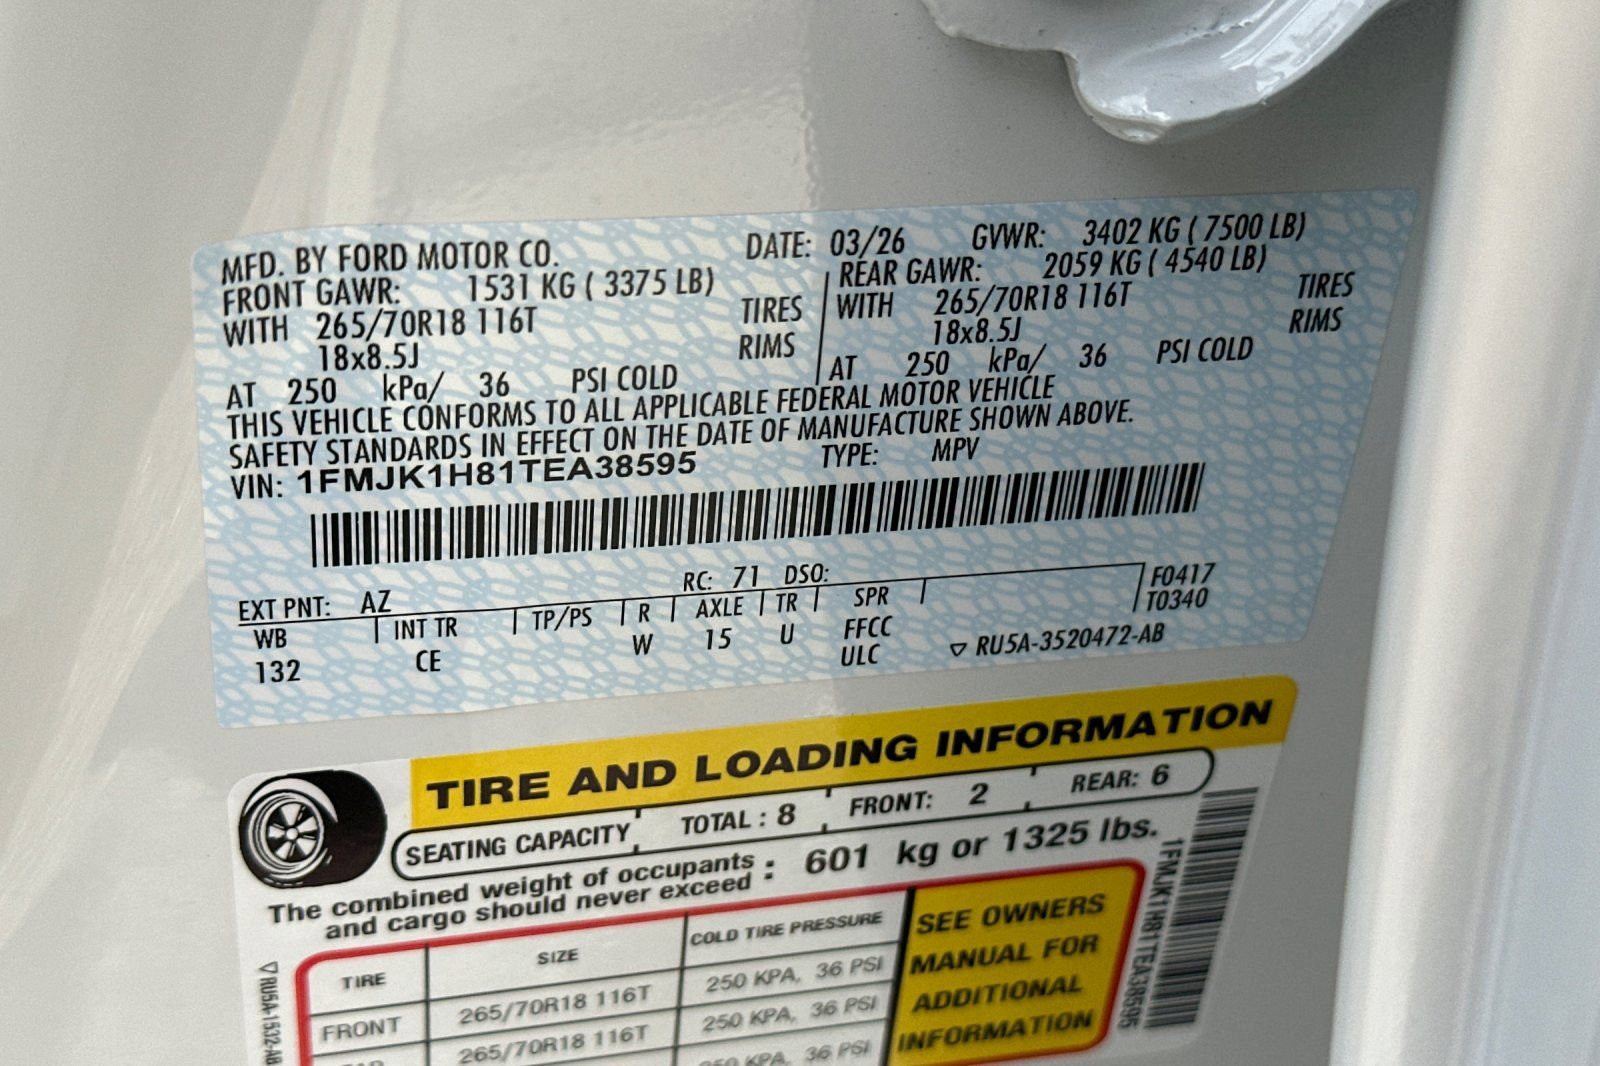 MFD. BY FORD MOTOR CO. DATE: 03/26 GVWR: 3402 KG ( 7500 LB)
FRONT GAWR: 1531 KG ( 3375 LB) REAR GAWR: 2059 KG ( 4540 LB)
WITH 265/70R18 116T TIRES WITH 265/70R18 116T TIRES
18x8.5J RIMS 18x8.5J RIMS
AT 250 kPa/ 36 PSI COLD AT 250 kPa/ 36 PSI COLD
THIS VEHICLE CONFORMS TO ALL APPLICABLE FEDERAL MOTOR VEHICLE
SAFETY STANDARDS IN EFFECT ON THE DATE OF MANUFACTURE SHOWN ABOVE.
VIN: 1FMJK1H81TEA38595 TYPE: MPV
EXT PNT: AZ RC: 71 DSO: F0417
WB INT TR TP/PS R AXLE TR SPR T0340
132 CE W 15 U FFCC
ULC ▽ RU5A-3520472-AB
TIRE AND LOADING INFORMATION
SEATING CAPACITY TOTAL : 8 FRONT: 2 REAR: 6
The combined weight of occupants
and cargo should never exceed : 601 kg or 1325 lbs.
TIRE SIZE COLD TIRE PRESSURE
FRONT 265/70R18 116T 250 KPA, 36 PSI
265/70R18 116T 250 KPA, 36 PSI
KPA, 36 PSI
SEE OWNERS
MANUAL FOR
ADDITIONAL
INFORMATION
1FMJK1H81TEA38595
▽ RU5A-1532-AB